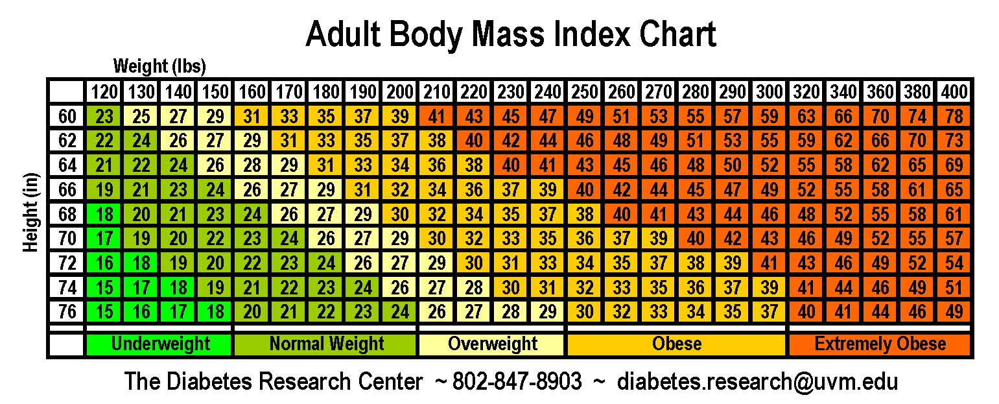 Adult Body Mass Index Chart
Weight (lbs)
120 130 140 150 160 170 180 190 200 210 220 230 240 250 260 270 280 290 300 320 340 360 380 400
Height (in)
60 23 25 27 29 31 33 35 37 39 41 43 45 47 49 51 53 55 57 59 63 66 70 74 78
62 22 24 26 27 29 31 33 35 37 38 40 42 44 46 48 49 51 53 55 59 62 66 70 73
64 21 22 24 26 28 29 31 33 34 36 38 40 41 43 45 46 48 50 52 55 58 62 65 69
66 19 21 23 24 26 27 29 31 32 34 36 37 39 40 42 44 45 47 49 52 55 58 61 65
68 18 20 21 23 24 26 27 29 30 32 34 35 37 38 40 41 43 44 46 48 52 55 58 61
70 17 19 20 22 23 24 26 27 29 30 32 33 35 36 37 39 40 42 43 46 49 52 55 57
72 16 18 19 20 22 23 24 26 27 29 30 31 33 34 35 37 38 39 41 43 46 49 52 54
74 15 17 18 19 21 22 23 24 26 27 28 30 31 32 33 35 36 37 39 41 44 46 49 51
76 15 16 17 18 20 21 22 23 24 26 27 28 29 30 32 33 34 35 37 40 41 44 46 49
Underweight Normal Weight Overweight Obese Extremely Obese
The Diabetes Research Center ~ 802-847-8903 ~ diabetes.research@uvm.edu